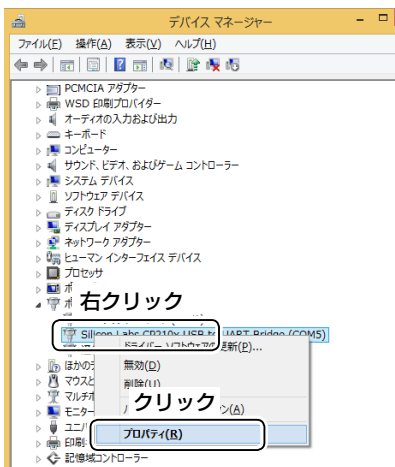 デバイス マネージャー
ファイル(F) 操作(A) 表示(V) ヘルプ(H)
PCMCIA アダプター
WSD 印刷プロバイダー
オーディオの入力および出力
キーボード
コンピューター
サウンド、ビデオ、およびゲーム コントローラー
システム デバイス
ソフトウェア デバイス
ディスク ドライブ
ディスプレイ アダプター
ネットワーク アダプター
ヒューマン インターフェイス デバイス
プロセッサ
右クリック
Silicon Labs CP210x USB to UART Bridge (COM5)
ドライバー ソフトウェアの更新(P)...
ほかの
無効(D)
マウスと
削除(U)
マルチ
クリック
モニター
(A)
ユニバ
プロパティ(R)
印刷
記憶域コントローラー